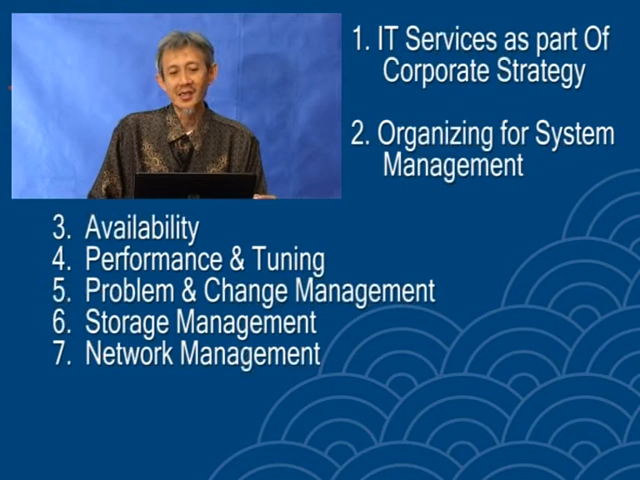 1. IT Services as part Of
Corporate Strategy
2. Organizing for System
Management
3. Availability
4. Performance & Tuning
5. Problem & Change Management
6. Storage Management
7. Network Management